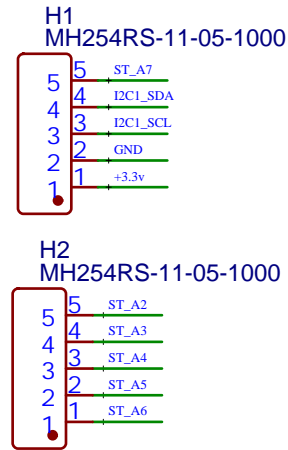 H1
MH254RS-11-05-1000
5 5 ST_A7
4 4 I2C1_SDA
3 3 I2C1_SCL
2 2 GND
1 1 +3.3v
H2
MH254RS-11-05-1000
5 5 ST_A2
4 4 ST_A3
3 3 ST_A4
2 2 ST_A5
1 1 ST_A6